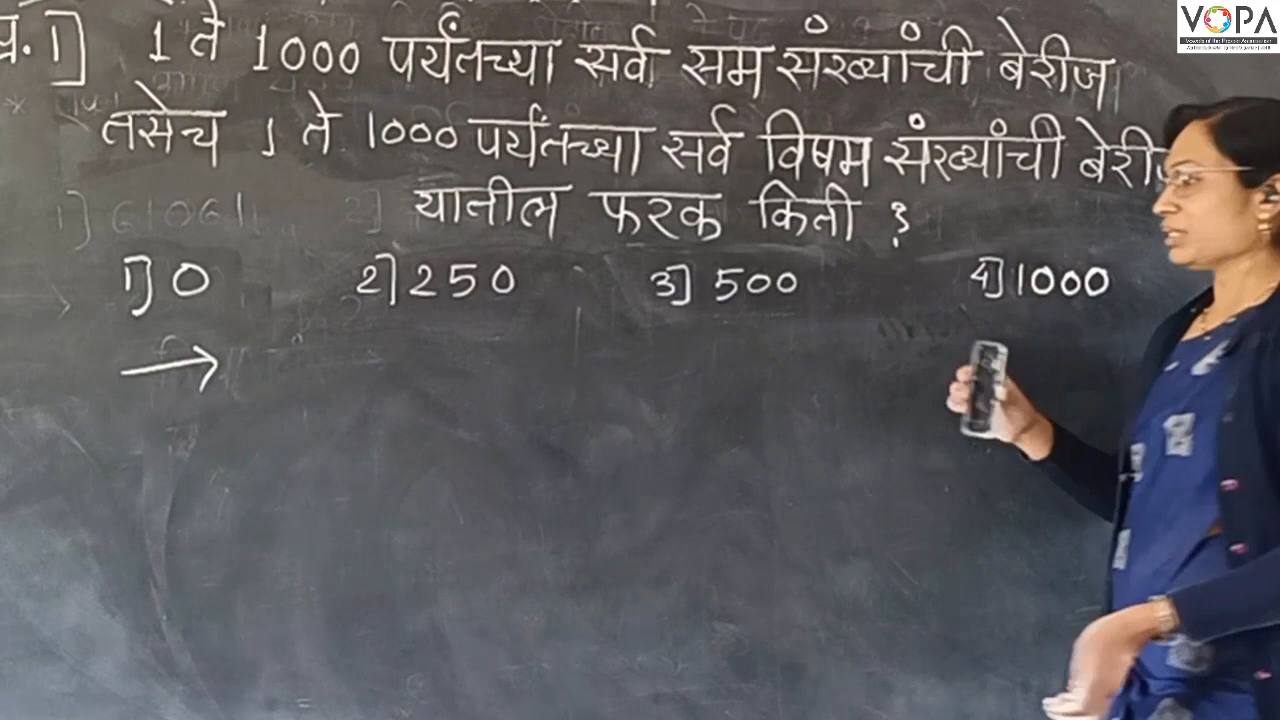 प्र. 1] 1 ते 1000 पर्यंतच्या सर्व सम संख्यांची बेरीज
तसेच 1 ते 1000 पर्यंतच्या सर्व विषम संख्यांची बेरीज
यातील फरक किती ?
1] 0 2] 250 3] 500 4] 1000
→
VOPA